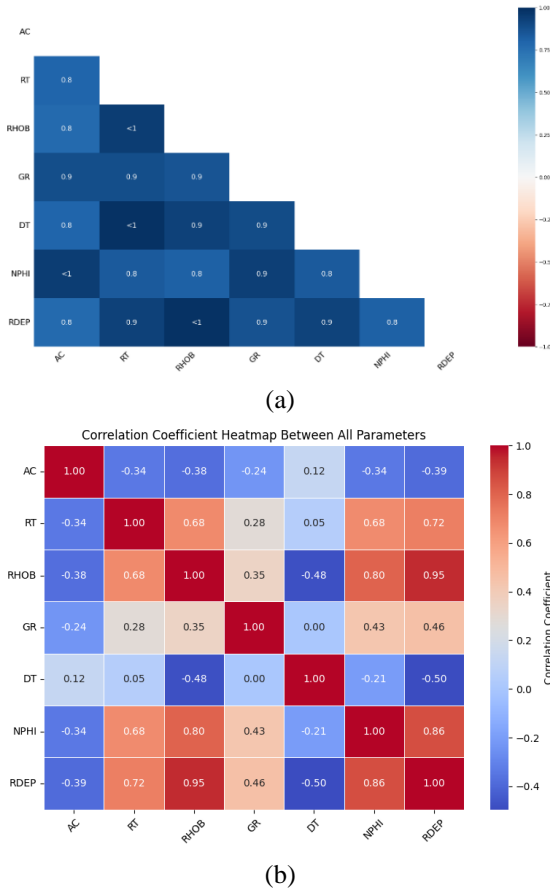 AC
RT 0.8
RHOB 0.8 <1
GR 0.9 0.9 0.9
DT 0.8 <1 0.9 0.9
NPHI <1 0.8 0.8 0.9 0.8
RDEP 0.8 0.9 <1 0.9 0.9 0.8
AC RT RHOB GR DT NPHI RDEP
1.00
0.75
0.50
0.25
0.00
−0.25
−0.50
−0.75
−1.00
(a)
Correlation Coefficient Heatmap Between All Parameters
AC 1.00 -0.34 -0.38 -0.24 0.12 -0.34 -0.39
RT -0.34 1.00 0.68 0.28 0.05 0.68 0.72
RHOB -0.38 0.68 1.00 0.35 -0.48 0.80 0.95
GR -0.24 0.28 0.35 1.00 0.00 0.43 0.46
DT 0.12 0.05 -0.48 0.00 1.00 -0.21 -0.50
NPHI -0.34 0.68 0.80 0.43 -0.21 1.00 0.86
RDEP -0.39 0.72 0.95 0.46 -0.50 0.86 1.00
AC RT RHOB GR DT NPHI RDEP
1.0
0.8
0.6
0.4
0.2
0.0
−0.2
−0.4
Correlation Coefficient
(b)